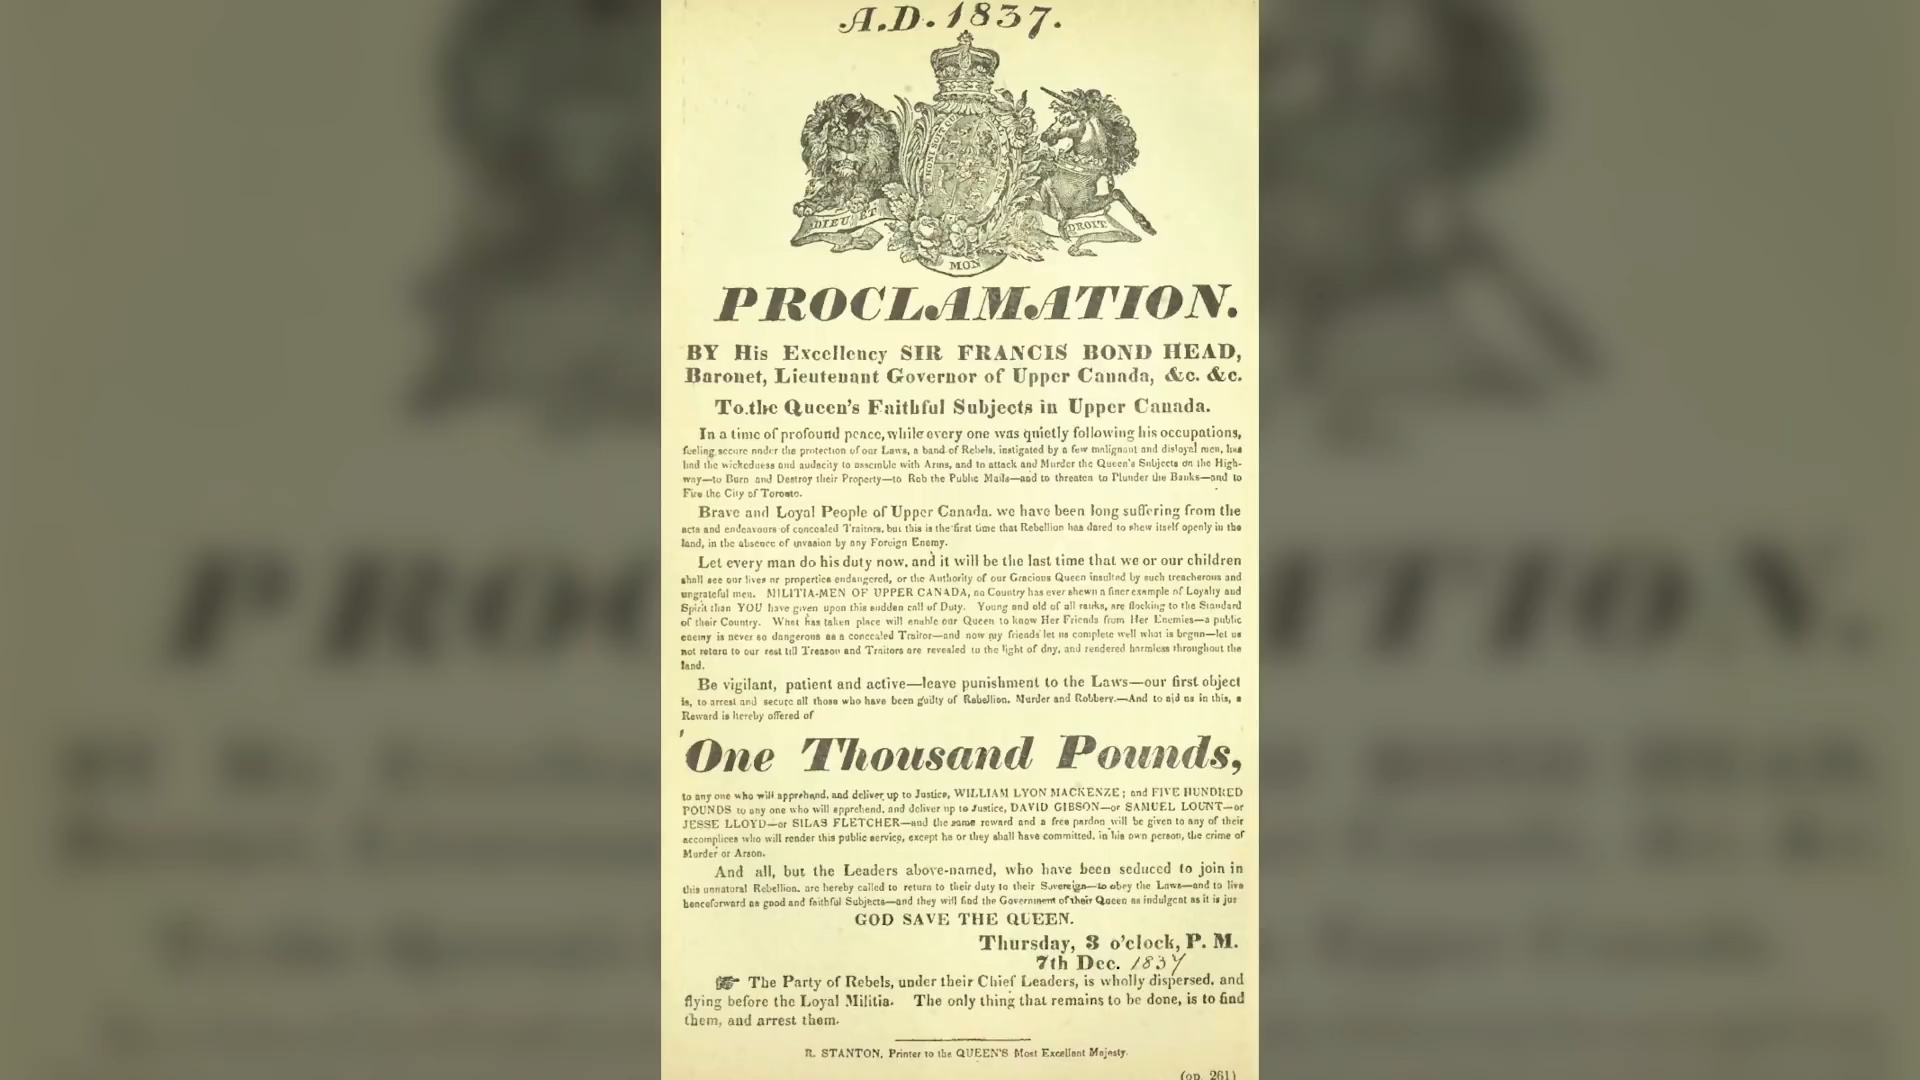 A.D. 1837.
HONI SOIT QUI
DIEU ET
DROIT
MON
PROCLAMATION.
BY His Excellency SIR FRANCIS BOND HEAD,
Baronet, Lieutenant Governor of Upper Canada, &c. &c.
To the Queen's Faithful Subjects in Upper Canada.
In a time of profound peace, while every one was quietly following his occupations,
feeling secure under the protection of our Laws, a band of Rebels, instigated by a few malignant and disloyal men, has
had the wickedness and audacity to assemble with Arms, and to attack and Murder the Queen's Subjects on the High-
way—to Burn and Destroy their Property—to Rob the Public Mails—and to threaten to Plunder the Banks—and to
Fire the City of Toronto.
Brave and Loyal People of Upper Canada, we have been long suffering from the
acts and endeavours of concealed Traitors, but this is the first time that Rebellion has dared to shew itself openly in the
land, in the absence of invasion by any Foreign Enemy.
Let every man do his duty now, and it will be the last time that we or our children
shall see our lives or properties endangered, or the Authority of our Gracious Queen insulted by such treacherous and
ungrateful men. MILITIA-MEN OF UPPER CANADA, no Country has ever shewn a finer example of Loyalty and
Spirit than YOU have given upon this sudden call of Duty. Young and old of all ranks, are flocking to the Standard
of their Country. What has taken place will enable our Queen to know Her Friends from Her Enemies—a public
enemy is never so dangerous as a concealed Traitor—and now my friends let us complete well what is begun—let us
not return to our rest till Treason and Traitors are revealed to the light of day, and rendered harmless throughout the
land.
Be vigilant, patient and active—leave punishment to the Laws—our first object
is, to arrest and secure all those who have been guilty of Rebellion, Murder and Robbery.—And to aid us in this, a
Reward is hereby offered of
One Thousand Pounds,
to any one who will apprehend, and deliver up to Justice, WILLIAM LYON MACKENZE; and FIVE HUNDRED
POUNDS to any one who will apprehend, and deliver up to Justice, DAVID GIBSON—or SAMUEL LOUNT—or
JESSE LLOYD—or SILAS FLETCHER—and the same reward and a free pardon will be given to any of their
accomplices who will render this public service, except he or they shall have committed, in his own person, the crime of
Murder or Arson.
And all, but the Leaders above-named, who have been seduced to join in
this unnatural Rebellion, are hereby called to return to their duty to their Sovereign—to obey the Laws—and to live
henceforward as good and faithful Subjects—and they will find the Government of their Queen as indulgent as it is jus
GOD SAVE THE QUEEN.
Thursday, 3 o'clock, P. M.
7th Dec. 1837
☞ The Party of Rebels, under their Chief Leaders, is wholly dispersed, and
flying before the Loyal Militia. The only thing that remains to be done, is to find
them, and arrest them.
R. STANTON, Printer to the QUEEN'S Most Excellent Majesty.
(op. 261)